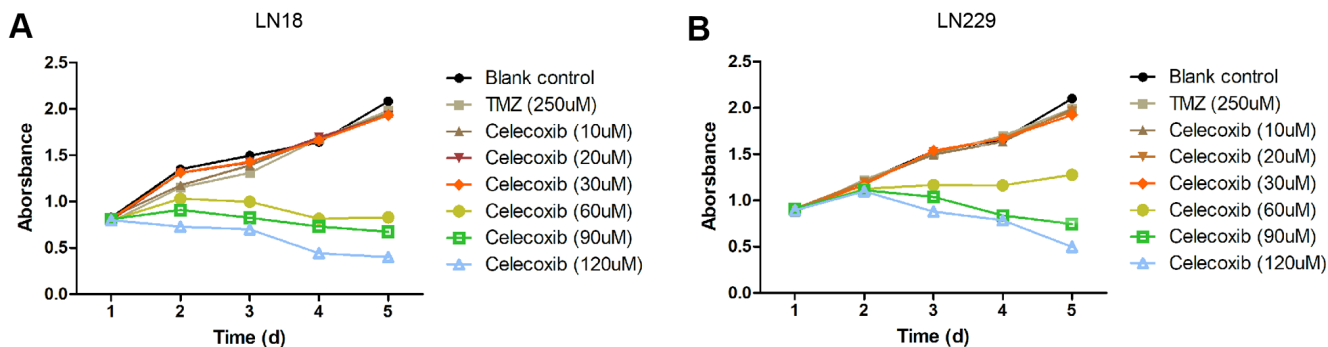 A
LN18
Aborsbance
2.5
2.0
1.5
1.0
0.5
0.0
1 2 3 4 5
Time (d)
Blank control
TMZ (250uM)
Celecoxib (10uM)
Celecoxib (20uM)
Celecoxib (30uM)
Celecoxib (60uM)
Celecoxib (90uM)
Celecoxib (120uM)
B
LN229
Aborsbance
2.5
2.0
1.5
1.0
0.5
0.0
1 2 3 4 5
Time (d)
Blank control
TMZ (250uM)
Celecoxib (10uM)
Celecoxib (20uM)
Celecoxib (30uM)
Celecoxib (60uM)
Celecoxib (90uM)
Celecoxib (120uM)